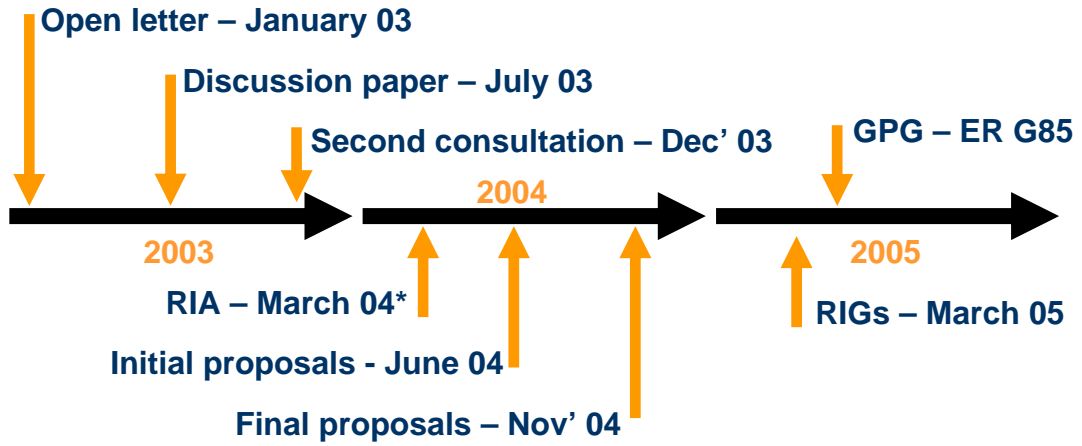 Open letter – January 03
Discussion paper – July 03
Second consultation – Dec’ 03
GPG – ER G85
2004
2003
2005
RIA – March 04*
RIGs – March 05
Initial proposals - June 04
Final proposals – Nov’ 04